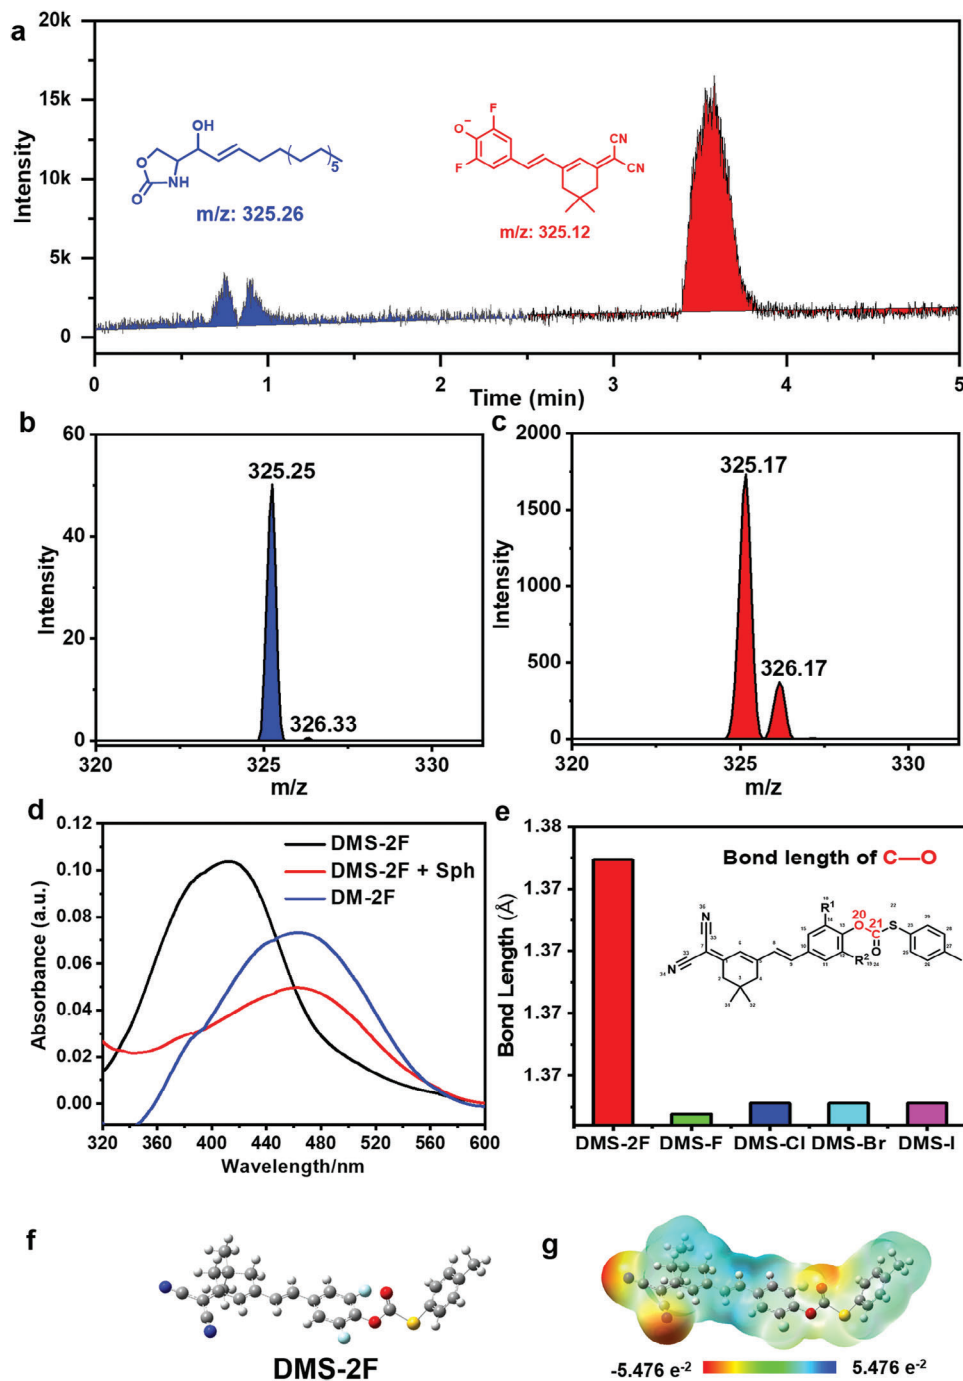 a
20k
15k
10k
5k
0
Intensity
OH
O
O
NH
5
m/z: 325.26
F
O⁻
F
CN
CN
m/z: 325.12
0
1
2
3
4
5
Time (min)
b
60
40
20
0
Intensity
325.25
326.33
320
325
330
m/z
c
2000
1500
1000
500
0
Intensity
325.17
326.17
320
325
330
m/z
d
0.12
0.10
0.08
0.06
0.04
0.02
0.00
Absorbance (a.u.)
DMS-2F
DMS-2F + Sph
DM-2F
320
400
480
560
600
Wavelength/nm
e
1.38
1.37
1.37
1.37
1.37
Bond Length (Å)
Bond length of C—O
R¹
20
21
O
S
O
R²
N
N
DMS-2F
DMS-F
DMS-Cl
DMS-Br
DMS-I
f
DMS-2F
g
-5.476 e⁻²
5.476 e⁻²